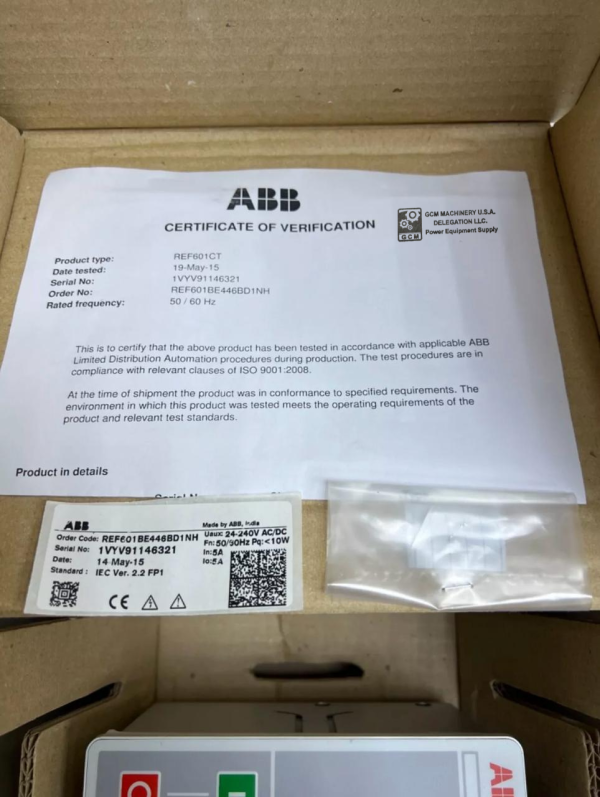 ABB
CERTIFICATE OF VERIFICATION
GCM
GCM MACHINERY U.S.A.
DELEGATION LLC.
Power Equipment Supply
Product type: REF601CT
Date tested: 19-May-15
Serial No: 1VYV91146321
Order No: REF601BE446BD1NH
Rated frequency: 50 / 60 Hz
This is to certify that the above product has been tested in accordance with applicable ABB
Limited Distribution Automation procedures during production. The test procedures are in
compliance with relevant clauses of ISO 9001:2008.
At the time of shipment the product was in conformance to specified requirements. The
environment in which this product was tested meets the operating requirements of the
product and relevant test standards.
Product in details
ABB
Made by ABB, India
Order Code: REF601BE446BD1NH
Uaux: 24-240V AC/DC
Serial No: 1VYV91146321
Fn: 50/90Hz Pq:<10W
Date: 14-May-15
In:5A
Standard : IEC Ver. 2.2 FP1
Io:5A
CE